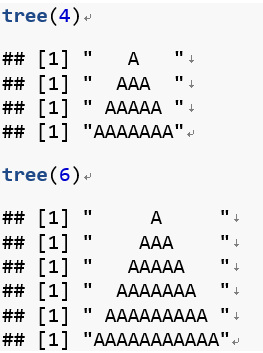 tree(4)
## [1] "   A   "
## [1] "  AAA  "
## [1] " AAAAA "
## [1] "AAAAAAA"
tree(6)
## [1] "     A     "
## [1] "    AAA    "
## [1] "   AAAAA   "
## [1] "  AAAAAAA  "
## [1] " AAAAAAAAA "
## [1] "AAAAAAAAAAA"